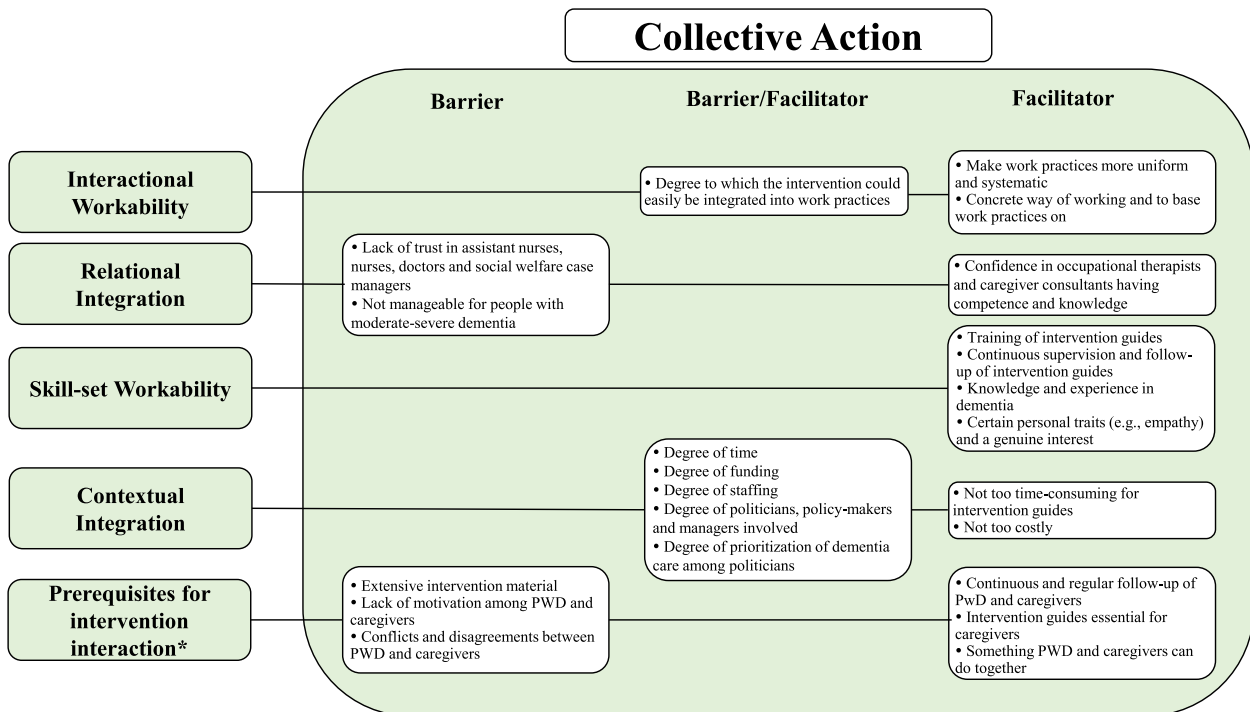 Collective Action
Barrier
Barrier/Facilitator
Facilitator
Interactional
Workability
• Degree to which the intervention could
easily be integrated into work practices
• Make work practices more uniform
and systematic
• Concrete way of working and to base
work practices on
Relational
Integration
• Lack of trust in assistant nurses,
nurses, doctors and social welfare case
managers
• Not manageable for people with
moderate-severe dementia
• Confidence in occupational therapists
and caregiver consultants having
competence and knowledge
Skill-set Workability
• Training of intervention guides
• Continuous supervision and follow-
up of intervention guides
• Knowledge and experience in
dementia
• Certain personal traits (e.g., empathy)
and a genuine interest
Contextual
Integration
• Degree of time
• Degree of funding
• Degree of staffing
• Degree of politicians, policy-makers
and managers involved
• Degree of prioritization of dementia
care among politicians
• Not too time-consuming for
intervention guides
• Not too costly
Prerequisites for
intervention
interaction*
• Extensive intervention material
• Lack of motivation among PWD and
caregivers
• Conflicts and disagreements between
PWD and caregivers
• Continuous and regular follow-up of
PwD and caregivers
• Intervention guides essential for
caregivers
• Something PWD and caregivers can
do together